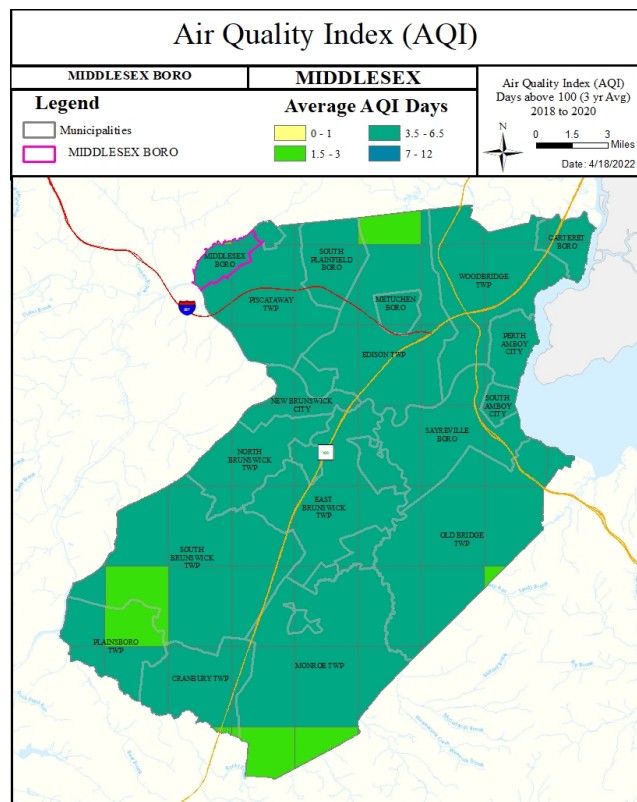 Air Quality Index (AQI)
MIDDLESEX BORO
MIDDLESEX
Legend
Municipalities
MIDDLESEX BORO
Average AQI Days
0 - 1
3.5 - 6.5
1.5 - 3
7 - 12
Air Quality Index (AQI)
Days above 100 (3 yr Avg)
2018 to 2020
N
0 1.5 3
Miles
Date: 4/18/2022
MIDDLESEX
BORO
SOUTH
PLAINFIELD
BORO
CARTERET
BORO
WOODBRIDGE
TWP
PISCATAWAY
TWP
METUCHEN
BORO
PERTH
AMBOY
CITY
EDISON TWP
NEW BRUNSWICK
CITY
SOUTH
AMBOY
CITY
SAYREVILLE
BORO
NORTH
BRUNSWICK
TWP
EAST
BRUNSWICK
TWP
OLD BRIDGE
TWP
SOUTH
BRUNSWICK
TWP
PLAINSBORO
TWP
CRANBURY TWP
MONROE TWP